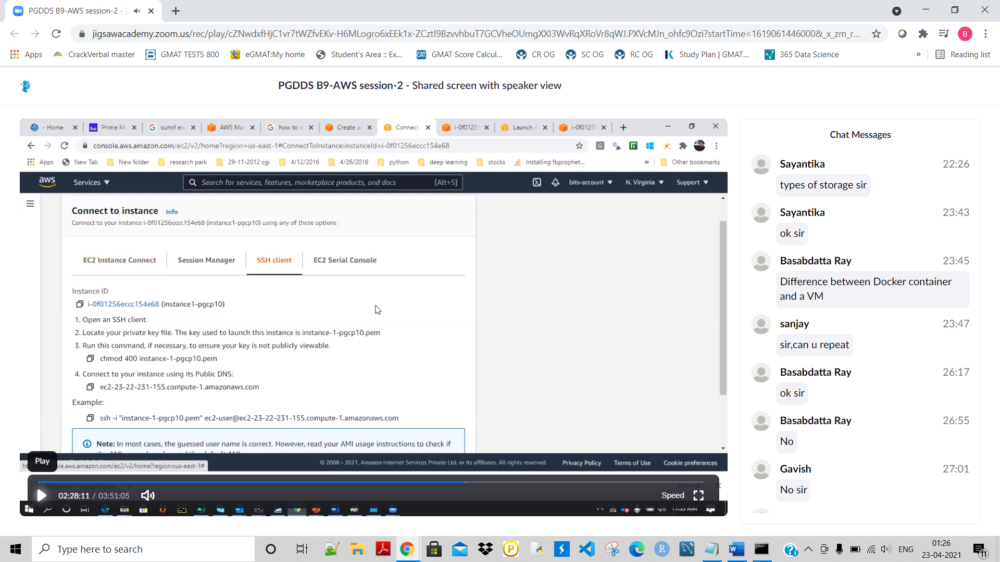 PGDDS B9-AWS session-2 - Z
jigsawacademy.zoom.us/rec/play/cZNwdxfHjC1vr7tWZfvEKv-H6MLogro6xEEk1x-ZCztI9BzvvhbuT7GCVheOUmgXXI3WvRqXRoVr8qWJ.PXVcMJn_ohfc9Ozi?startTime=1619061446000&_x_zm_r...
B
Apps CrackVerbal master GMAT TESTS 800 eGMAT:My home Student's Area :: Ex... CAT GMAT Score Calcul... CR OG SC OG RC OG Study Plan | GMAT... 365 Data Science » Reading list
PGDDS B9-AWS session-2 - Shared screen with speaker view
- Home Prime Mu sumif exc AWS Ma how to c Create a Connect i-0f0125 Launch i i-0f0125
console.aws.amazon.com/ec2/v2/home?region=us-east-1#ConnectToInstance:instanceId=i-0f01256eccc154e68
Apps New Tab New folder research park 29-11-2012 cgi 4/12/2016 4/26/2016 python deep learning stocks Installing fbprophet... » Other bookmarks
aws Services ▼ Search for services, features, marketplace products, and docs [Alt+S] bits-account ▼ N. Virginia ▼ Support ▼
Connect to instance Info
Connect to your instance i-0f01256eccc154e68 (instance1-pgcp10) using any of these options
EC2 Instance Connect Session Manager SSH client EC2 Serial Console
Instance ID
i-0f01256eccc154e68 (instance1-pgcp10)
1. Open an SSH client.
2. Locate your private key file. The key used to launch this instance is instance-1-pgcp10.pem
3. Run this command, if necessary, to ensure your key is not publicly viewable.
chmod 400 instance-1-pgcp10.pem
4. Connect to your instance using its Public DNS:
ec2-23-22-231-155.compute-1.amazonaws.com
Example:
ssh -i "instance-1-pgcp10.pem" ec2-user@ec2-23-22-231-155.compute-1.amazonaws.com
Note: In most cases, the guessed user name is correct. However, read your AMI usage instructions to check if
Play
© 2008 - 2021, Amazon Internet Services Private Ltd. or its affiliates. All rights reserved. Privacy Policy Terms of Use Cookie preferences
ole.aws.amazon.com/ec2/v2/home?region=us-east-1#
instance-1-pgcp10.pem Show all
02:28:11 / 03:51:05 Speed
11:33 AM
Chat Messages
Sayantika 22:26
types of storage sir
Sayantika 23:43
ok sir
Basabdatta Ray 23:45
Difference between Docker container
and a VM
sanjay 23:47
sir,can u repeat
Basabdatta Ray 26:17
ok sir
Basabdatta Ray 26:55
No
Gavish 27:01
No sir
Type here to search
ENG
01:26
23-04-2021
11